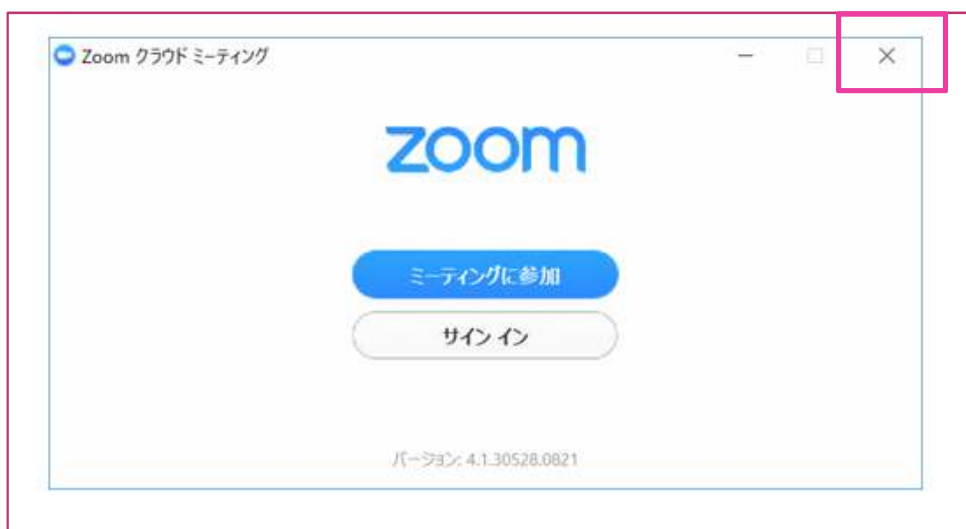 Zoom クラウド ミーティング
zoom
ミーティングに参加
サイン イン
バージョン: 4.1.30528.0821